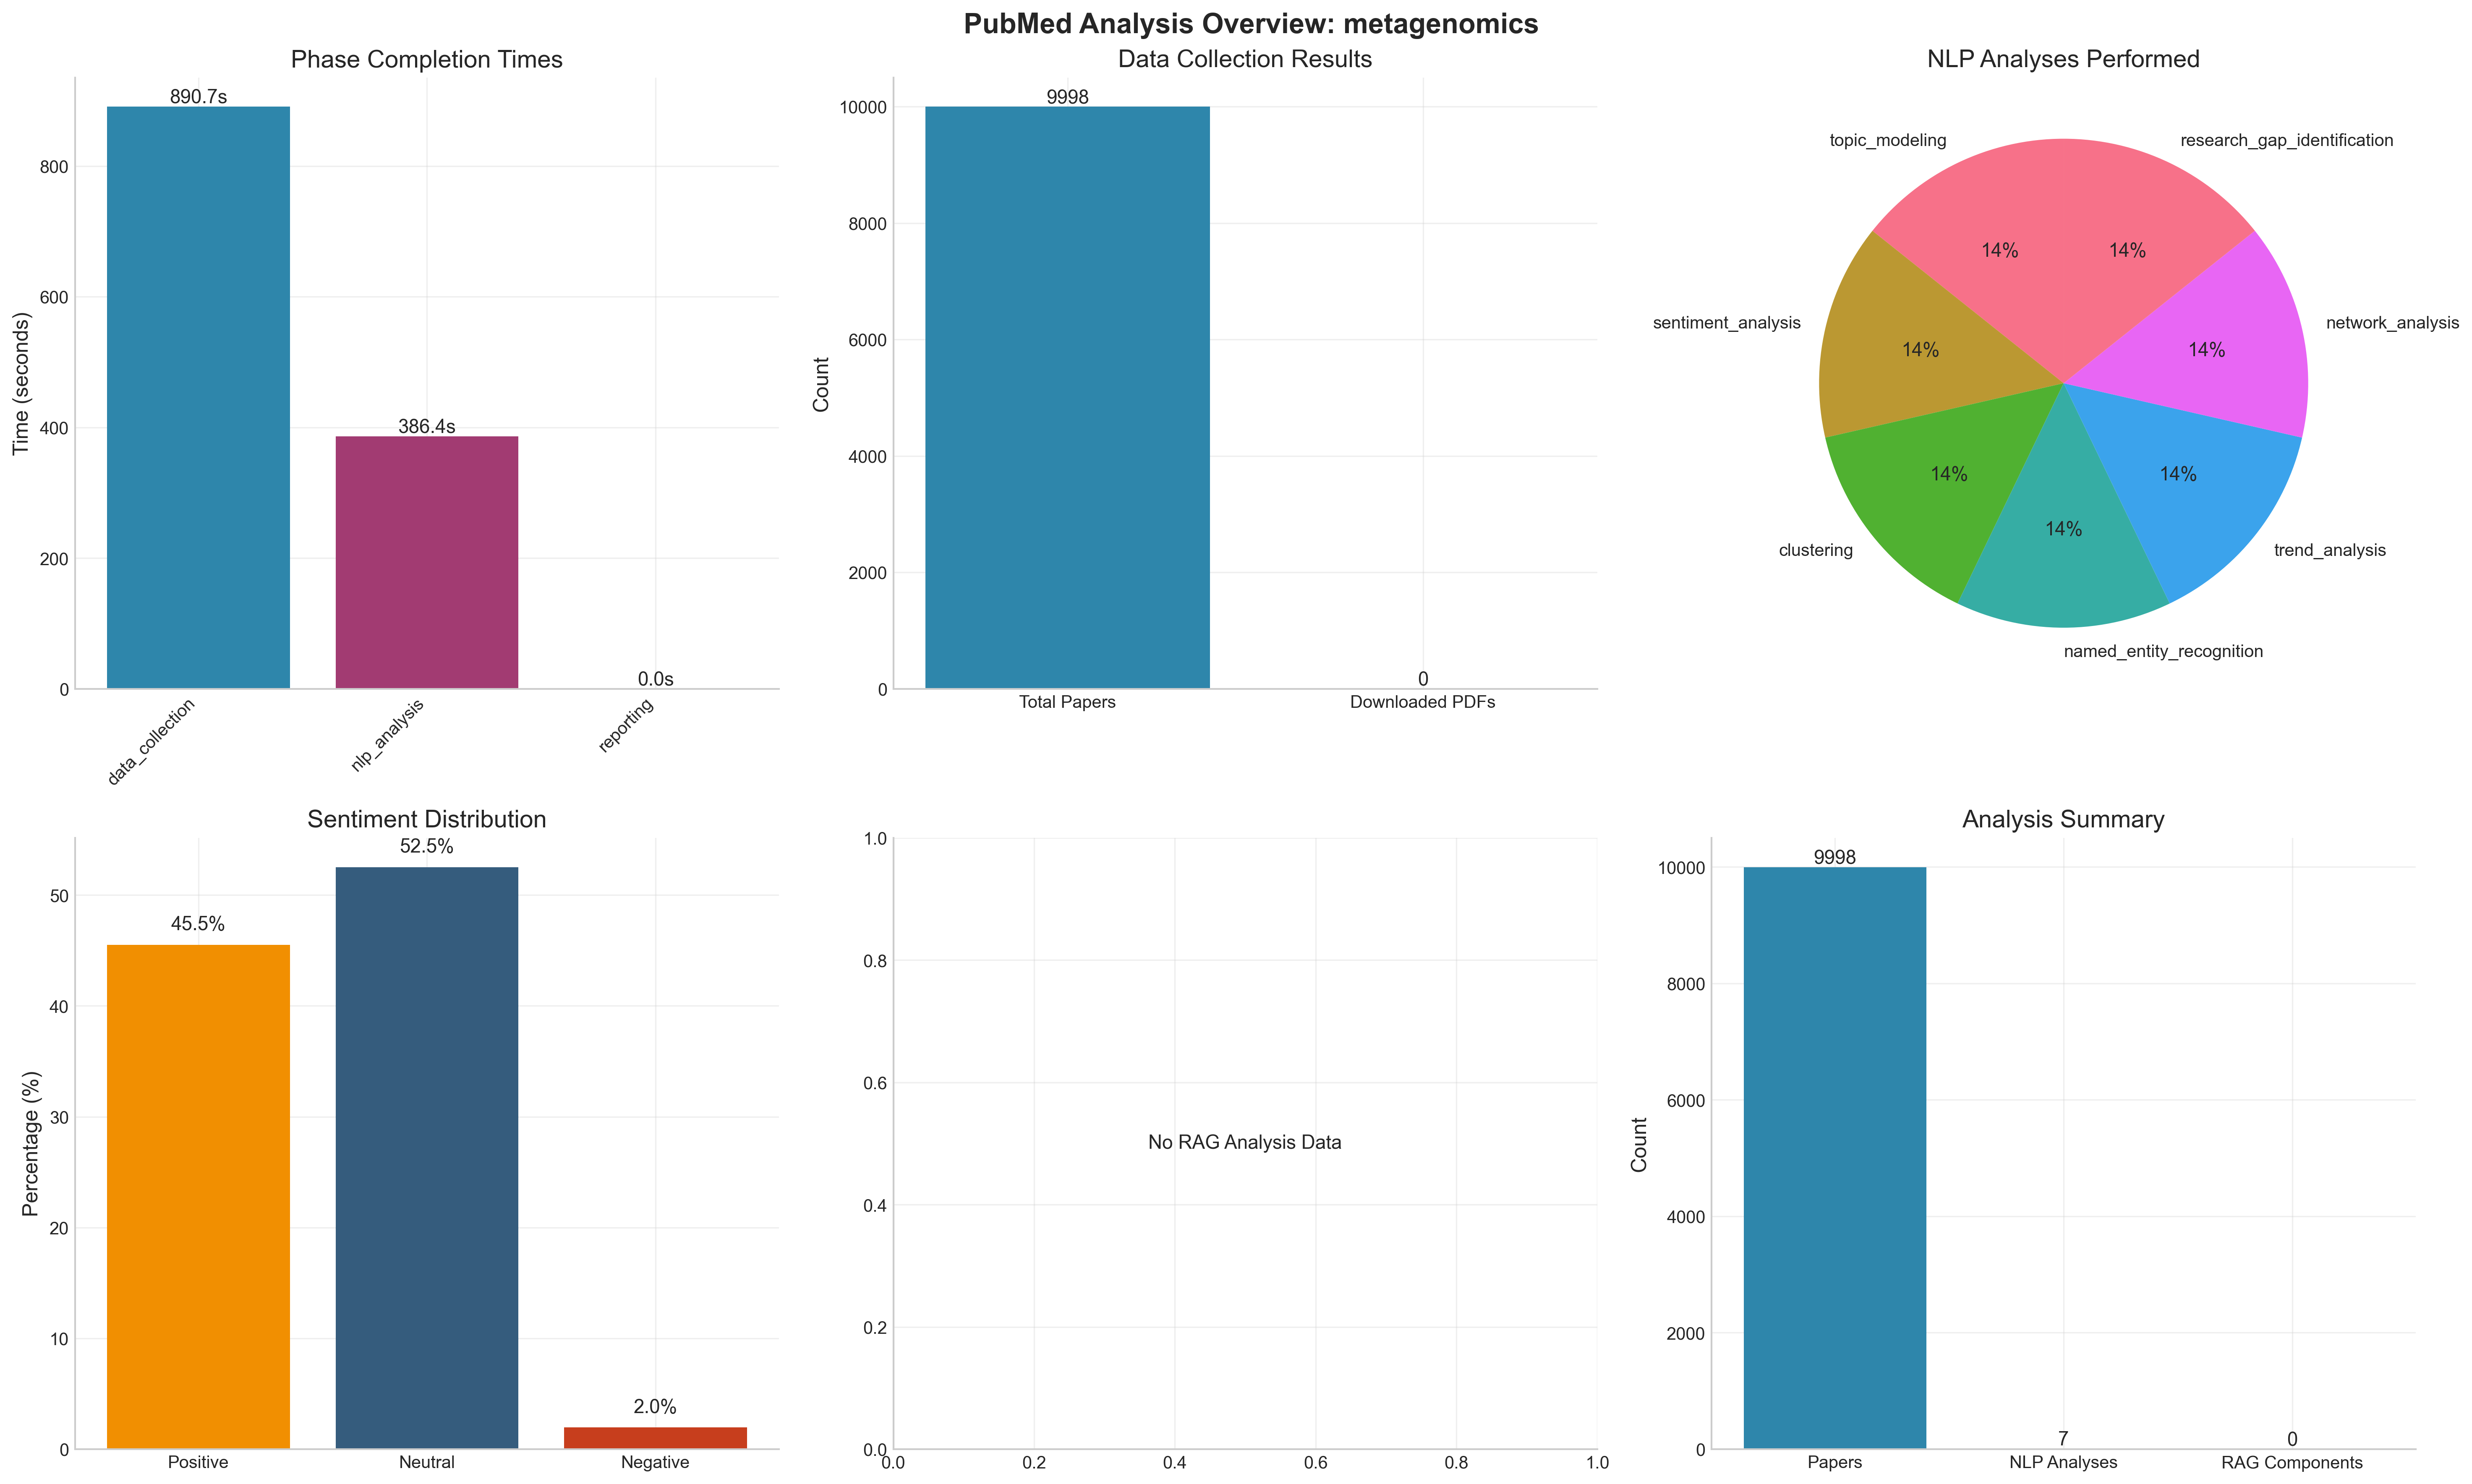 PubMed Analysis Overview: metagenomics
Phase Completion Times
Time (seconds)
800
600
400
200
0
890.7s
386.4s
0.0s
data_collection
nlp_analysis
reporting
Data Collection Results
Count
10000
8000
6000
4000
2000
0
9998
0
Total Papers
Downloaded PDFs
NLP Analyses Performed
topic_modeling
research_gap_identification
14%
14%
sentiment_analysis
network_analysis
14%
14%
14%
14%
14%
clustering
trend_analysis
named_entity_recognition
Sentiment Distribution
Percentage (%)
50
40
30
20
10
0
45.5%
52.5%
2.0%
Positive
Neutral
Negative
1.0
0.8
0.6
0.4
0.2
0.0
No RAG Analysis Data
0.0
0.2
0.4
0.6
0.8
1.0
Analysis Summary
Count
10000
8000
6000
4000
2000
0
9998
7
0
Papers
NLP Analyses
RAG Components